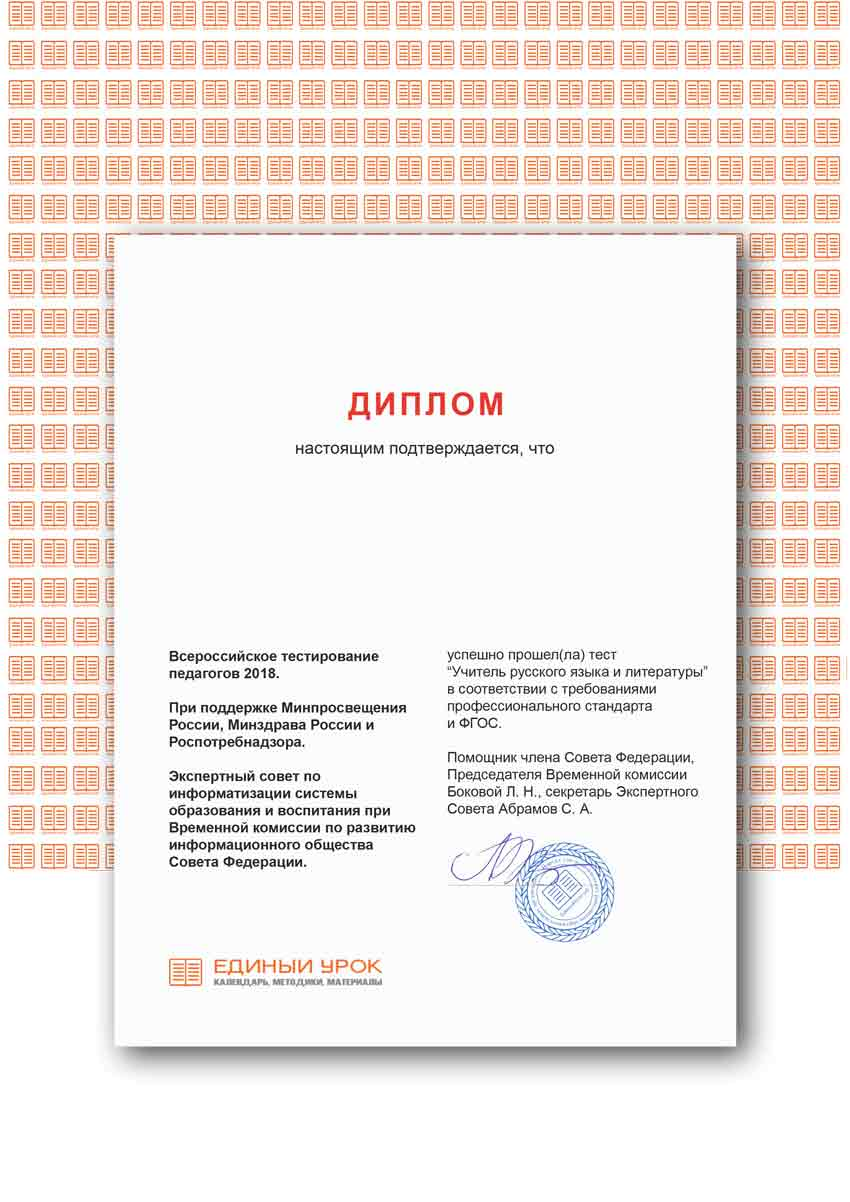 ДИПЛОМ
настоящим подтверждается, что
Всероссийское тестирование
педагогов 2018.
При поддержке Минпросвещения
России, Минздрава России и
Роспотребнадзора.
Экспертный совет по
информатизации системы
образования и воспитания при
Временной комиссии по развитию
информационного общества
Совета Федерации.
успешно прошел(ла) тест
“Учитель русского языка и литературы”
в соответствии с требованиями
профессионального стандарта
и ФГОС.
Помощник члена Совета Федерации,
Председателя Временной комиссии
Боковой Л. Н., секретарь Экспертного
Совета Абрамов С. А.
ЕДИНЫЙ УРОК
КАЛЕНДАРЬ, МЕТОДИКИ, МАТЕРИАЛЫ